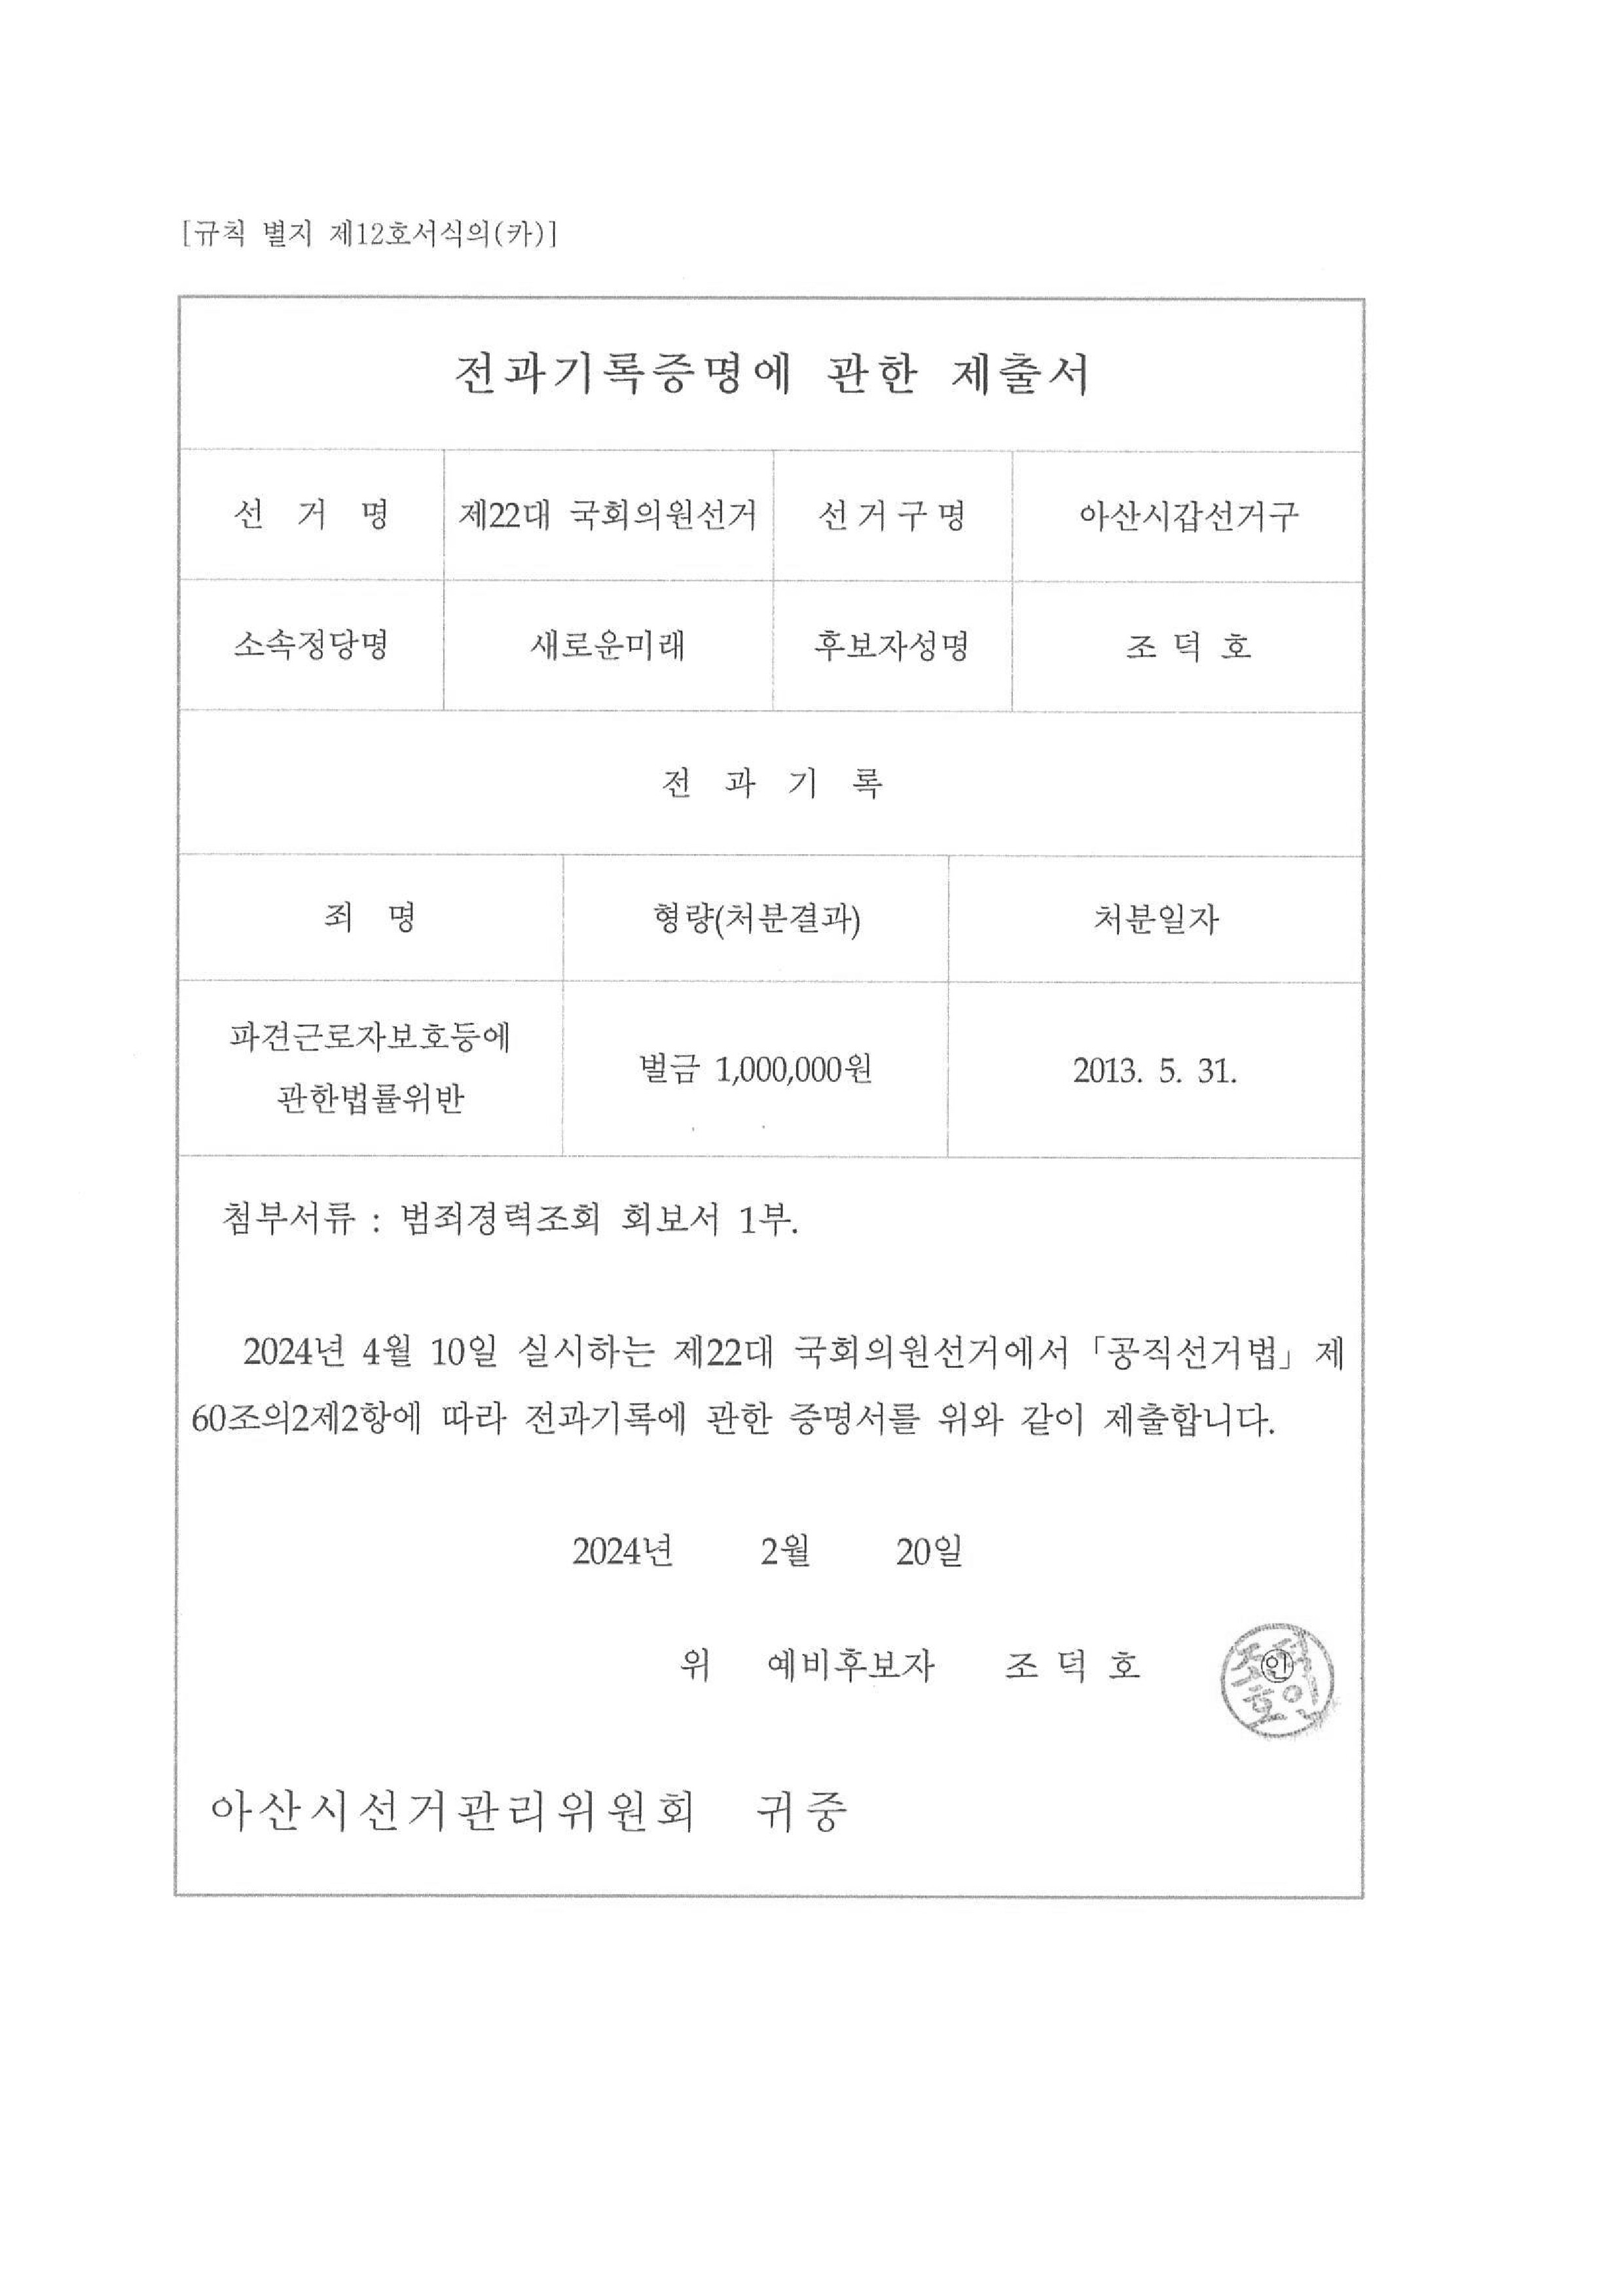 [규칙 별지 제12호서식의(카)]
전과기록증명에 관한 제출서
선 거 명 제22대 국회의원선거 선거구명 아산시갑선거구
소속정당명 새로운미래 후보자성명 조 덕 호
전 과 기 록
죄 명 형량(처분결과) 처분일자
파견근로자보호등에
관한법률위반 벌금 1,000,000원 2013. 5. 31.
첨부서류 : 범죄경력조회 회보서 1부.
2024년 4월 10일 실시하는 제22대 국회의원선거에서 「공직선거법」 제
60조의2제2항에 따라 전과기록에 관한 증명서를 위와 같이 제출합니다.
2024년 2월 20일
위 예비후보자 조 덕 호 ㊞
조덕
호인
아산시선거관리위원회 귀중